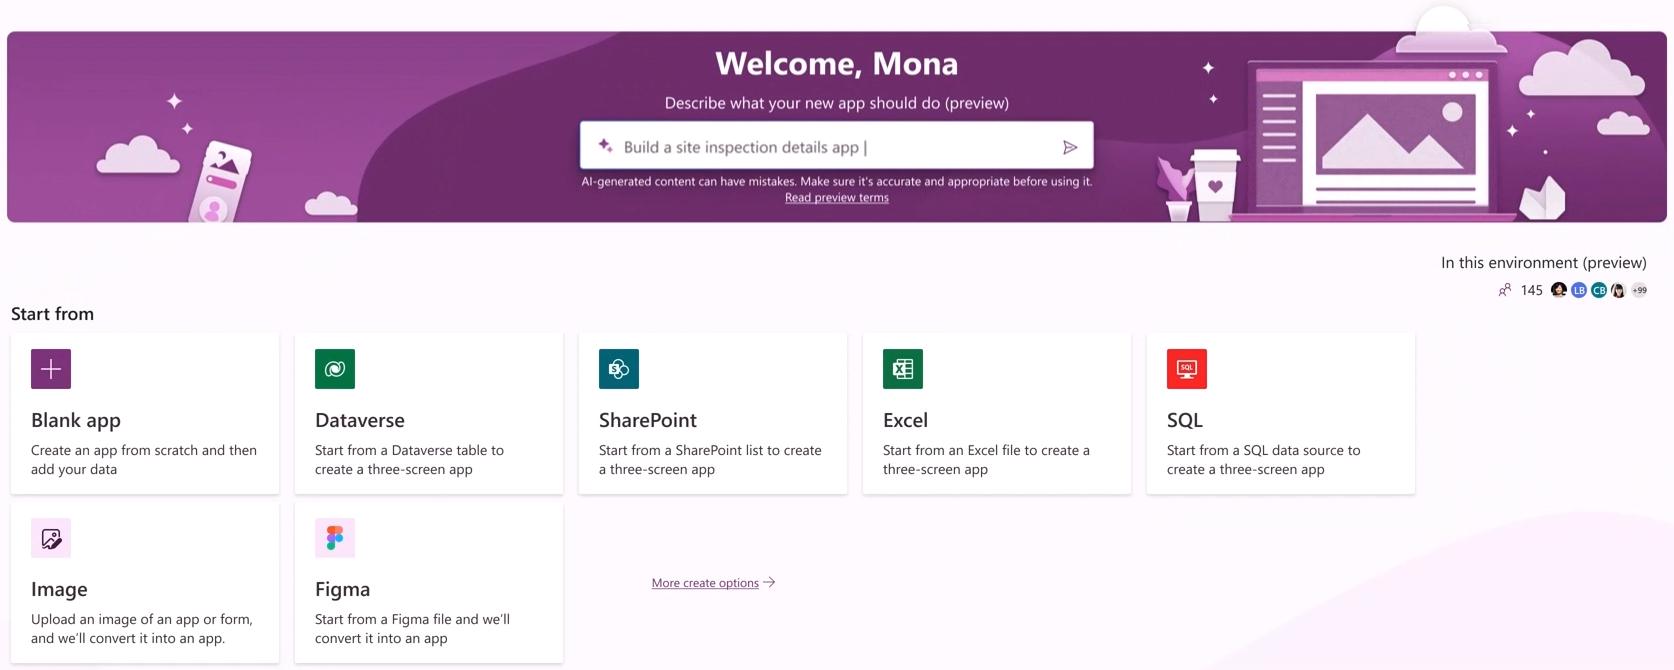 Welcome, Mona
Describe what your new app should do (preview)
Build a site inspection details app |
AI-generated content can have mistakes. Make sure it's accurate and appropriate before using it.
Read preview terms
In this environment (preview)
145 LB CB +99
Start from
Blank app
Create an app from scratch and then
add your data
Dataverse
Start from a Dataverse table to
create a three-screen app
SharePoint
Start from a SharePoint list to create
a three-screen app
Excel
Start from an Excel file to create a
three-screen app
SQL
SQL
Start from a SQL data source to
create a three-screen app
Image
Upload an image of an app or form,
and we'll convert it into an app.
Figma
Start from a Figma file and we'll
convert it into an app
More create options